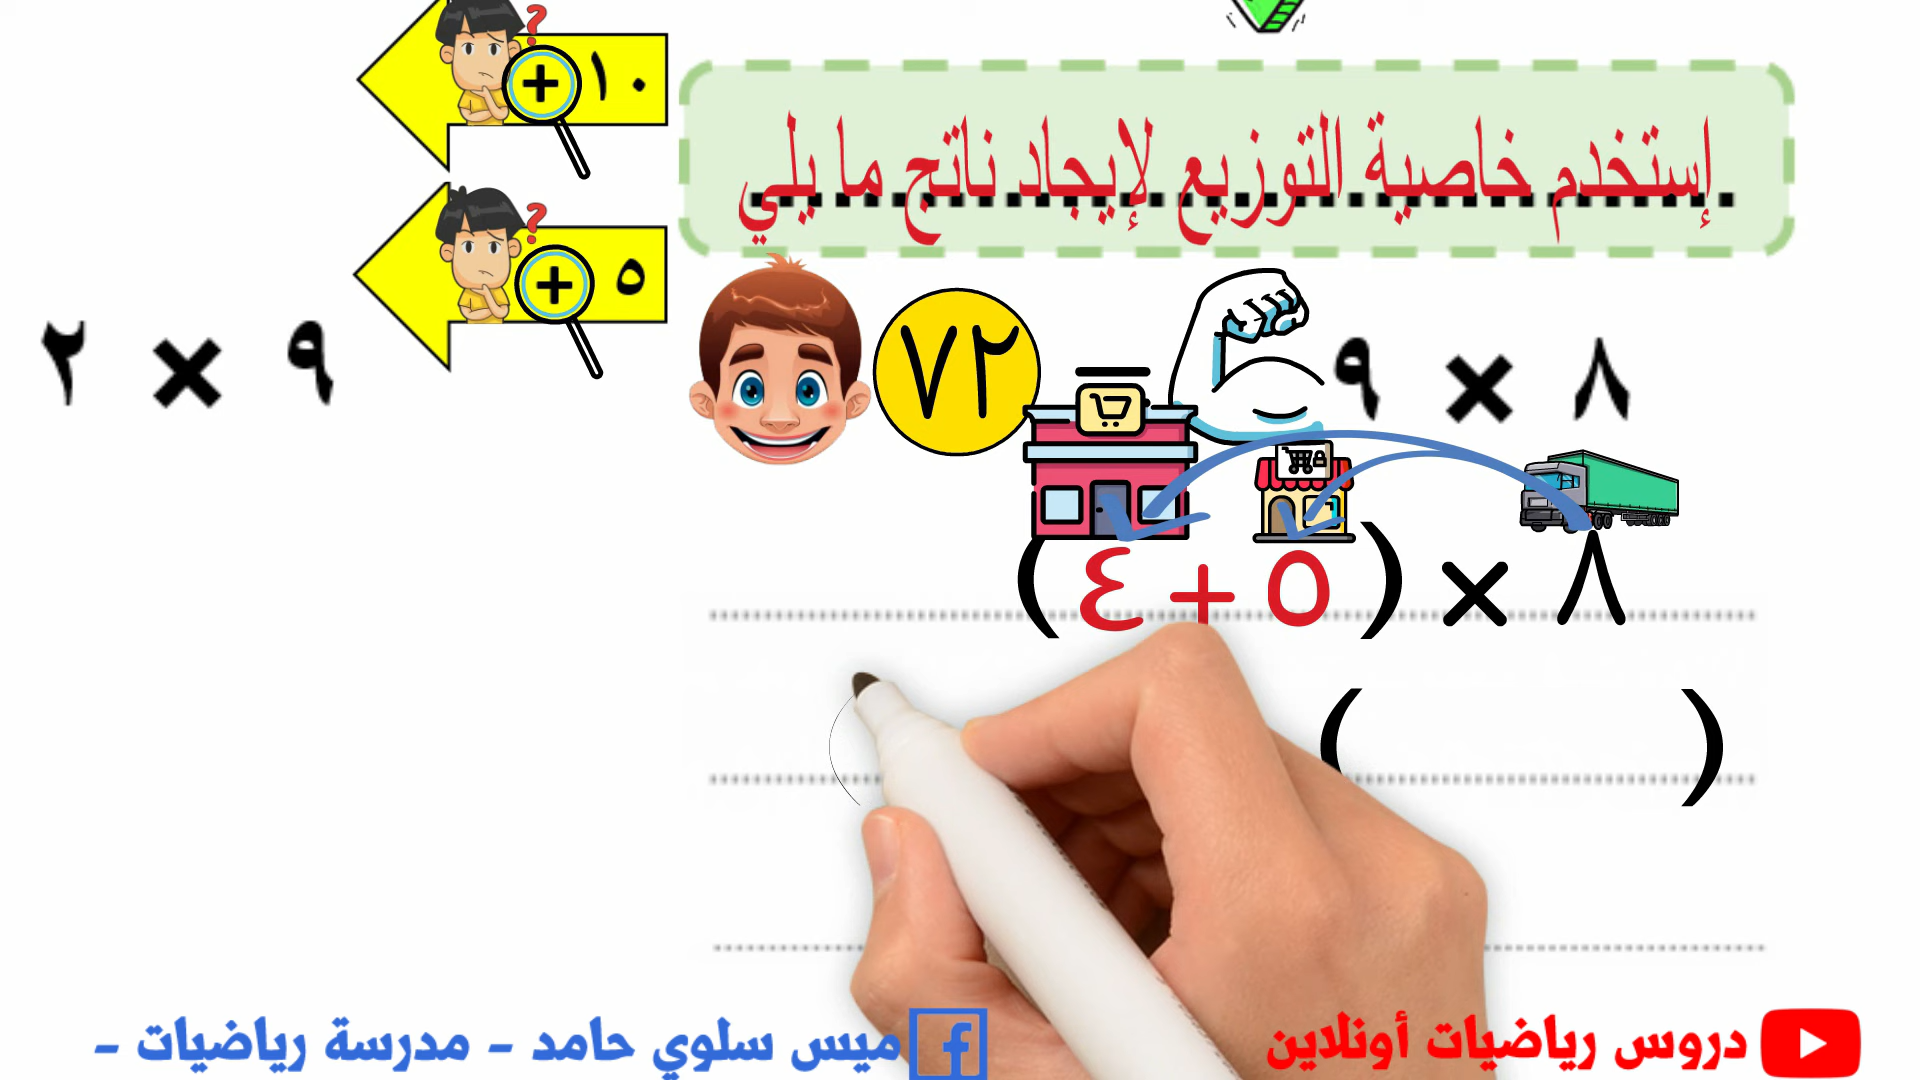 + ١٠
إستخدم خاصية التوزيع لإيجاد ناتج ما يلي
+ ٥
٨ × ٩
٧٢
٩ × ٢
٨ × ( ٥ + ٤ )
( )
دروس رياضيات أونلاين
ميس سلوي حامد - مدرسة رياضيات -